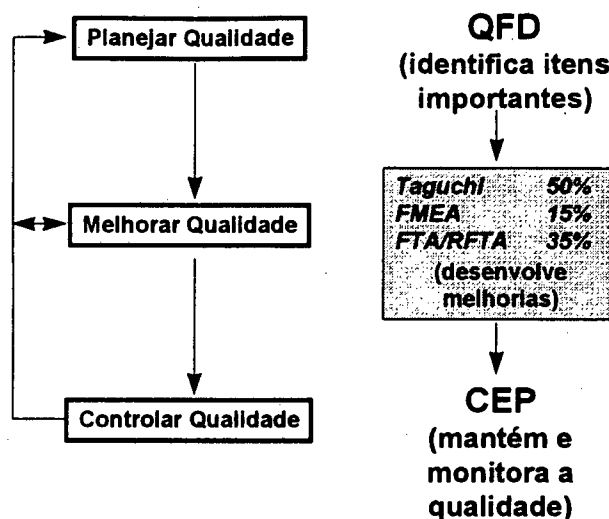 Planejar Qualidade
Melhorar Qualidade
Controlar Qualidade
QFD
(identifica itens
importantes)
Taguchi 50%
FMEA 15%
FTA/RFTA 35%
(desenvolve
melhorias)
CEP
(mantém e
monitora a
qualidade)